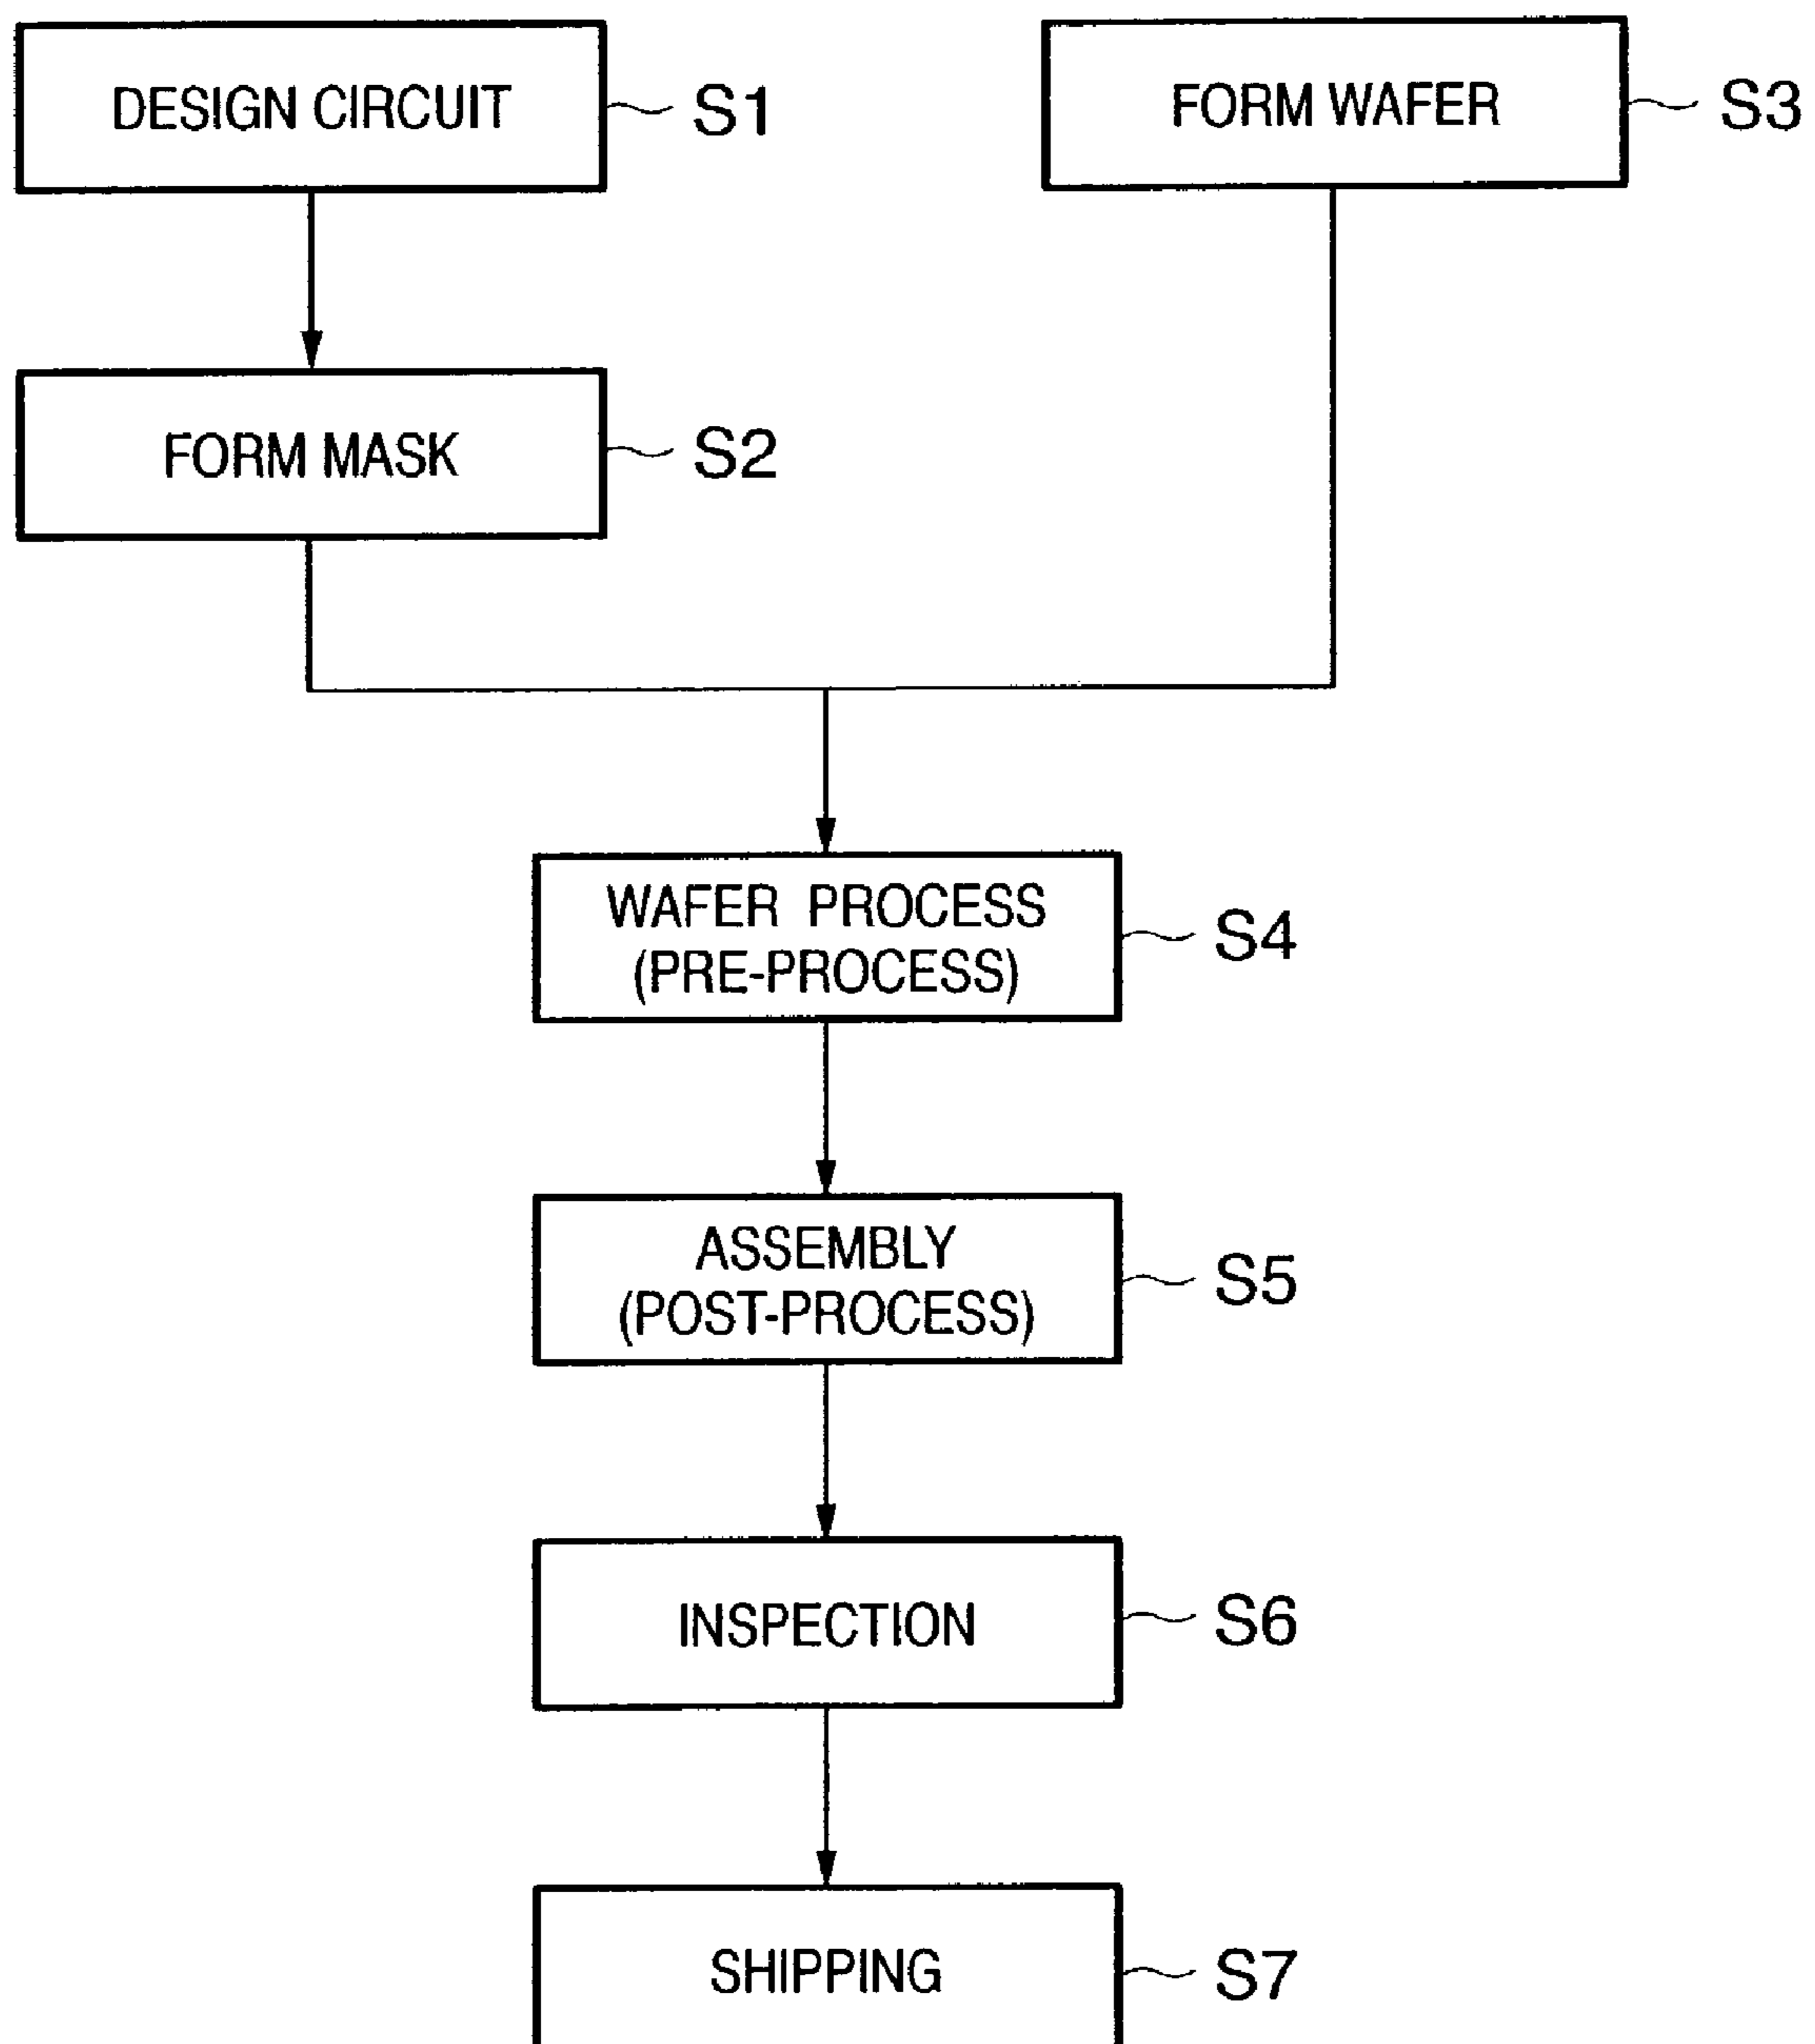 DESIGN CIRCUIT
S1
FORM WAFER
S3
FORM MASK
S2
WAFER PROCESS
(PRE-PROCESS)
S4
ASSEMBLY
(POST-PROCESS)
S5
INSPECTION
S6
SHIPPING
S7